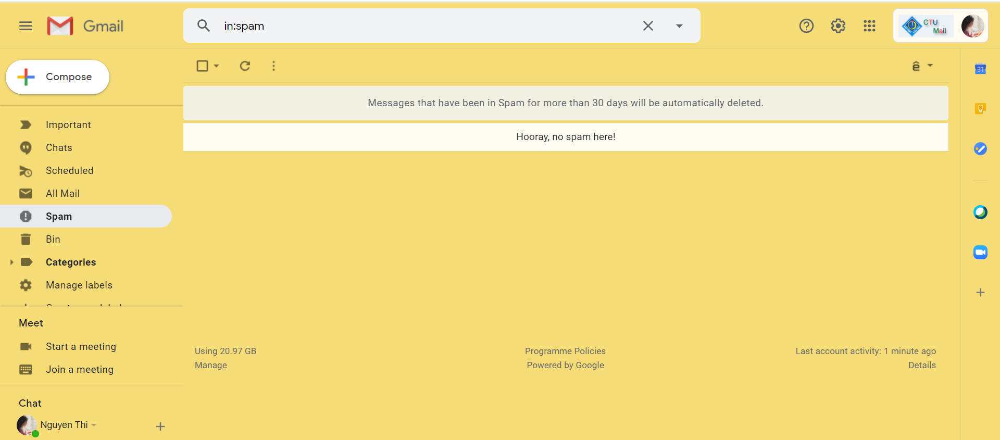 Gmail
in:spam
CTU
Mail
Compose
ê
31
Messages that have been in Spam for more than 30 days will be automatically deleted.
Hooray, no spam here!
Important
Chats
Scheduled
All Mail
Spam
Bin
Categories
Manage labels
Meet
Start a meeting
Join a meeting
Using 20.97 GB
Manage
Programme Policies
Powered by Google
Last account activity: 1 minute ago
Details
Chat
Nguyen Thi